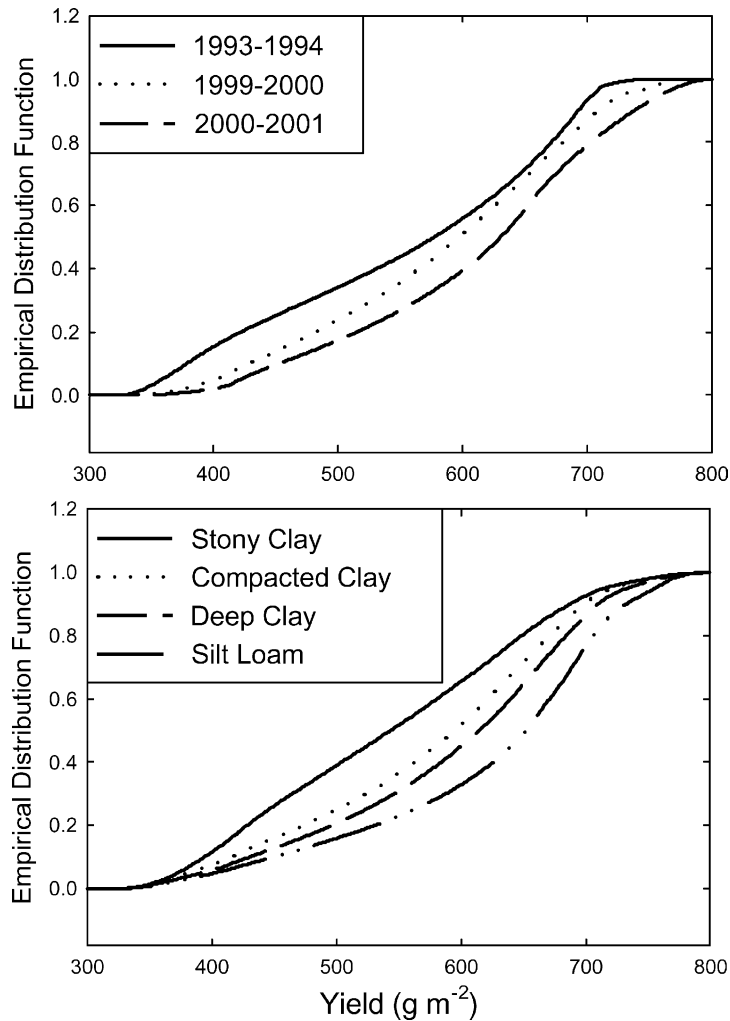 1.2
1.0
0.8
0.6
0.4
0.2
0.0
Empirical Distribution Function
1993-1994
1999-2000
2000-2001
300 400 500 600 700 800
1.2
1.0
0.8
0.6
0.4
0.2
0.0
Empirical Distribution Function
Stony Clay
Compacted Clay
Deep Clay
Silt Loam
300 400 500 600 700 800
Yield (g m⁻²)